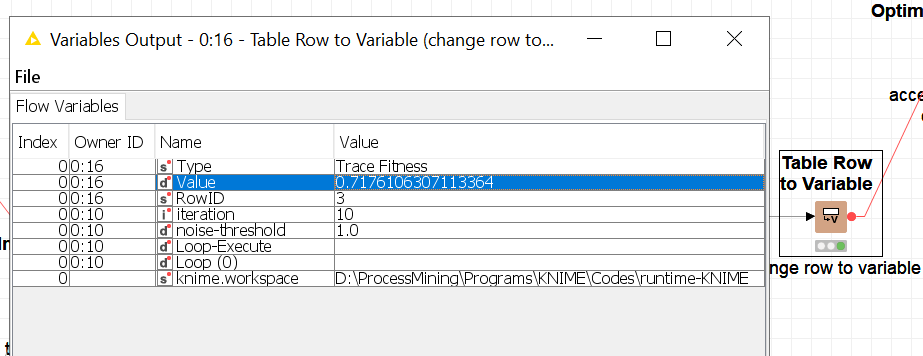 Optim
Variables Output - 0:16 - Table Row to Variable (change row to...
File
Flow Variables
acce
Index Owner ID Name Value
0 0:16 s Type Trace Fitness
0 0:16 d Value 0.7176106307113364
0 0:16 s RowID 3
0 0:10 i iteration 10
0 0:10 d noise-threshold 1.0
0 0:10 d Loop-Execute
0 0:10 d Loop (0)
0 s knime.workspace D:\ProcessMining\Programs\KNIME\Codes\runtime-KNIME
Table Row
to Variable
V
nge row to variable